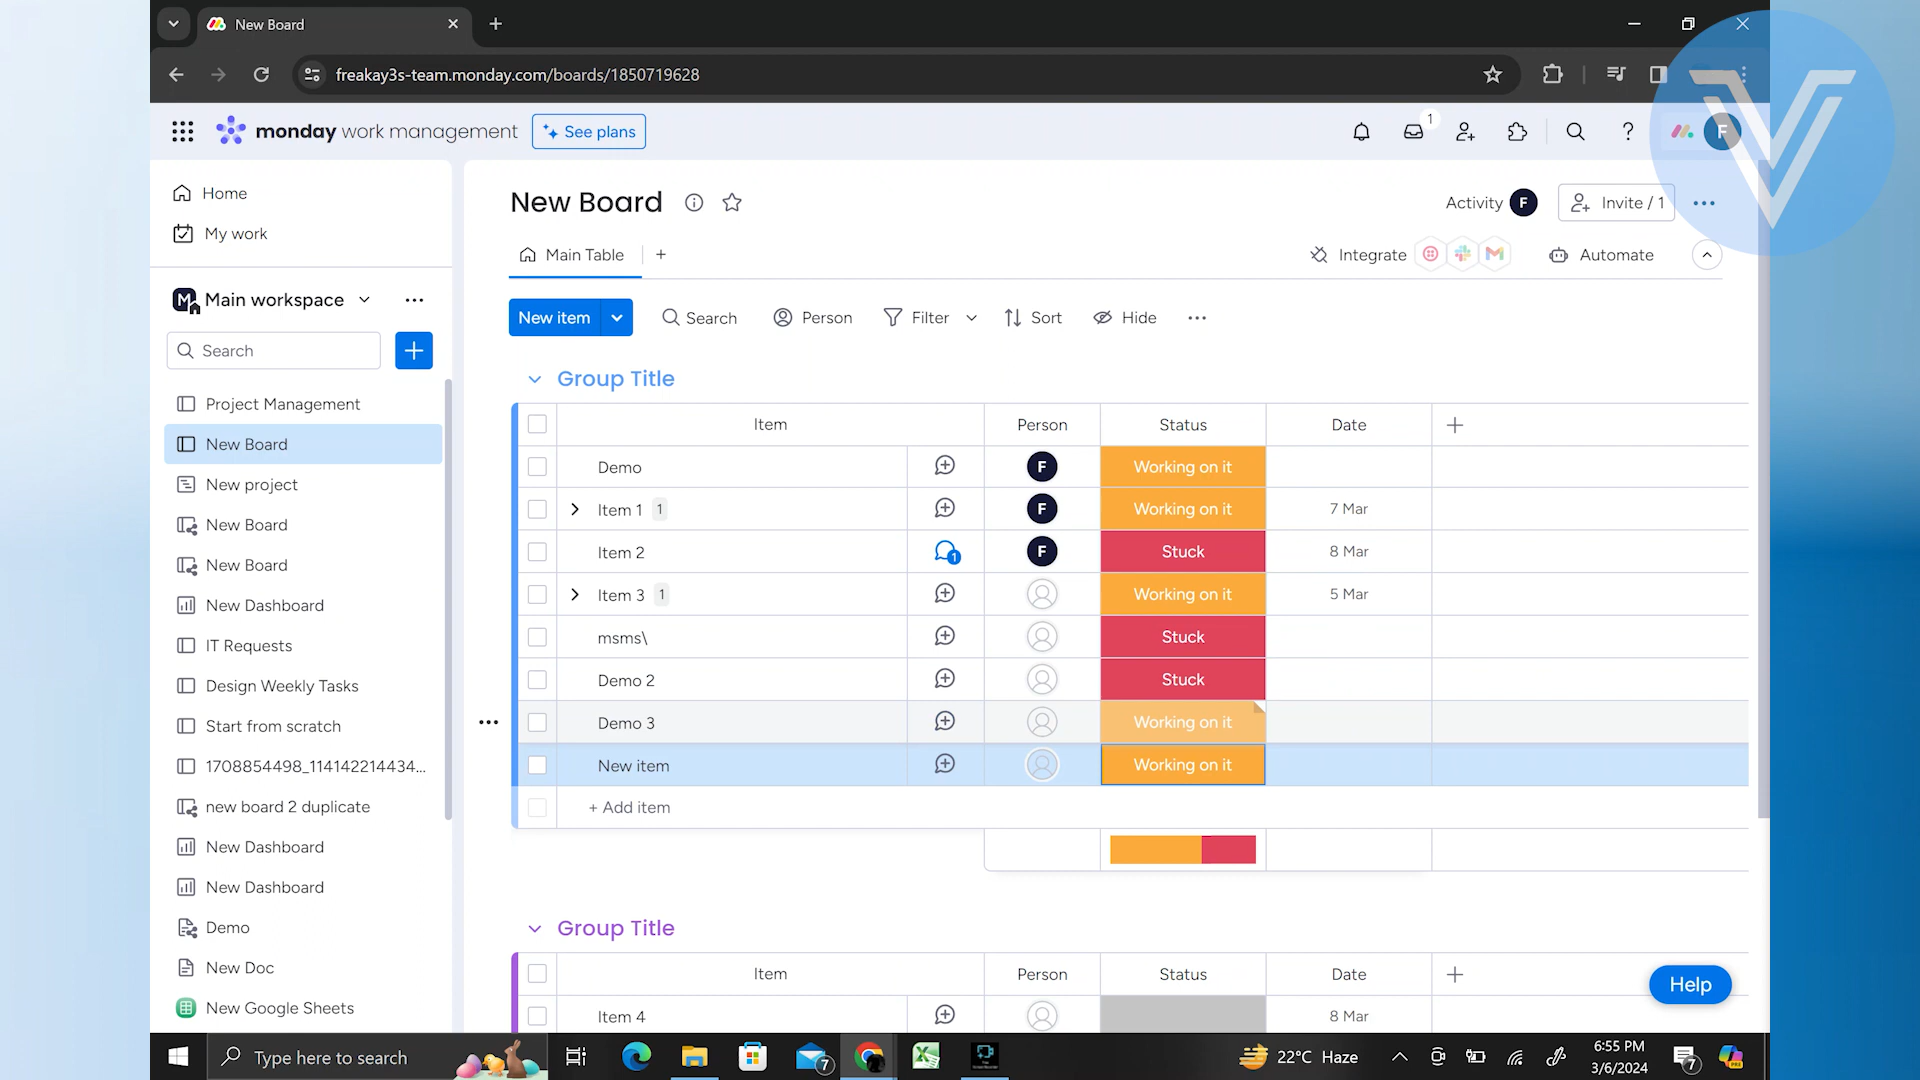 New Board
freakay3s-team.monday.com/boards/1850719628
monday work management
See plans
1
F
Home
My work
M Main workspace
Search
Project Management
New Board
New project
New Board
New Board
New Dashboard
IT Requests
Design Weekly Tasks
Start from scratch
1708854498_114142214434...
new board 2 duplicate
New Dashboard
New Dashboard
Demo
New Doc
New Google Sheets
New Board
Activity F
Invite / 1
Main Table
Integrate
Automate
New item
Search
Person
Filter
Sort
Hide
Group Title
Item Person Status Date
Demo F Working on it
Item 1 1 F Working on it 7 Mar
Item 2 1 F Stuck 8 Mar
Item 3 1 Working on it 5 Mar
msms\ Stuck
Demo 2 Stuck
Demo 3 Working on it
New item Working on it
+ Add item
Group Title
Item Person Status Date
Item 4 8 Mar
Help
Type here to search
7
22°C Haze
6:55 PM
3/6/2024
7